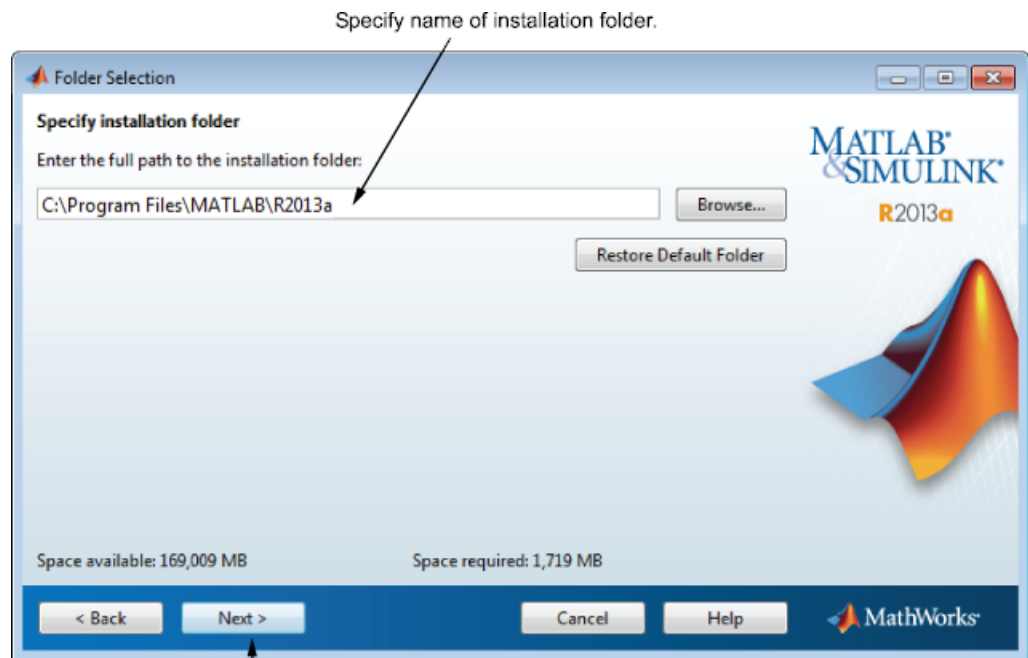 Specify name of installation folder.
Folder Selection
Specify installation folder
Enter the full path to the installation folder:
C:\Program Files\MATLAB\R2013a
Browse...
Restore Default Folder
MATLAB®
&SIMULINK®
R2013a
Space available: 169,009 MB
Space required: 1,719 MB
< Back
Next >
Cancel
Help
MathWorks®